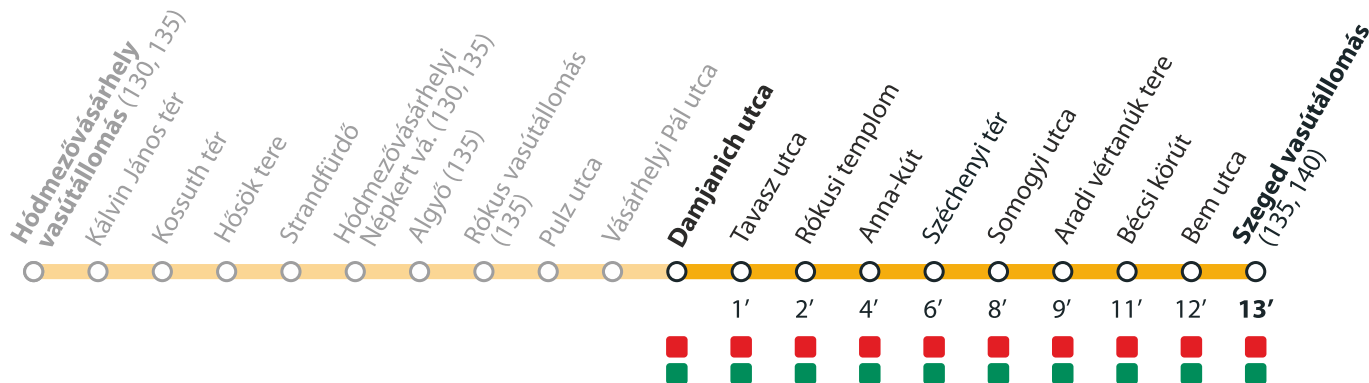 Hódmezővásárhely
vasútállomás (130, 135)
Kálvin János tér
Kossuth tér
Hősök tere
Strandfürdő
Hódmezővásárhelyi
Népkert vá. (130, 135)
Algyő (135)
Rókus vasútállomás
(135)
Pulz utca
Vásárhelyi Pál utca
Damjanich utca
Tavasz utca
Rókusi templom
Anna-kút
Széchenyi tér
Somogyi utca
Aradi vértanúk tere
Bécsi körút
Bem utca
Szeged vasútállomás
(135, 140)
1’ 2’ 4’ 6’ 8’ 9’ 11’ 12’ 13’